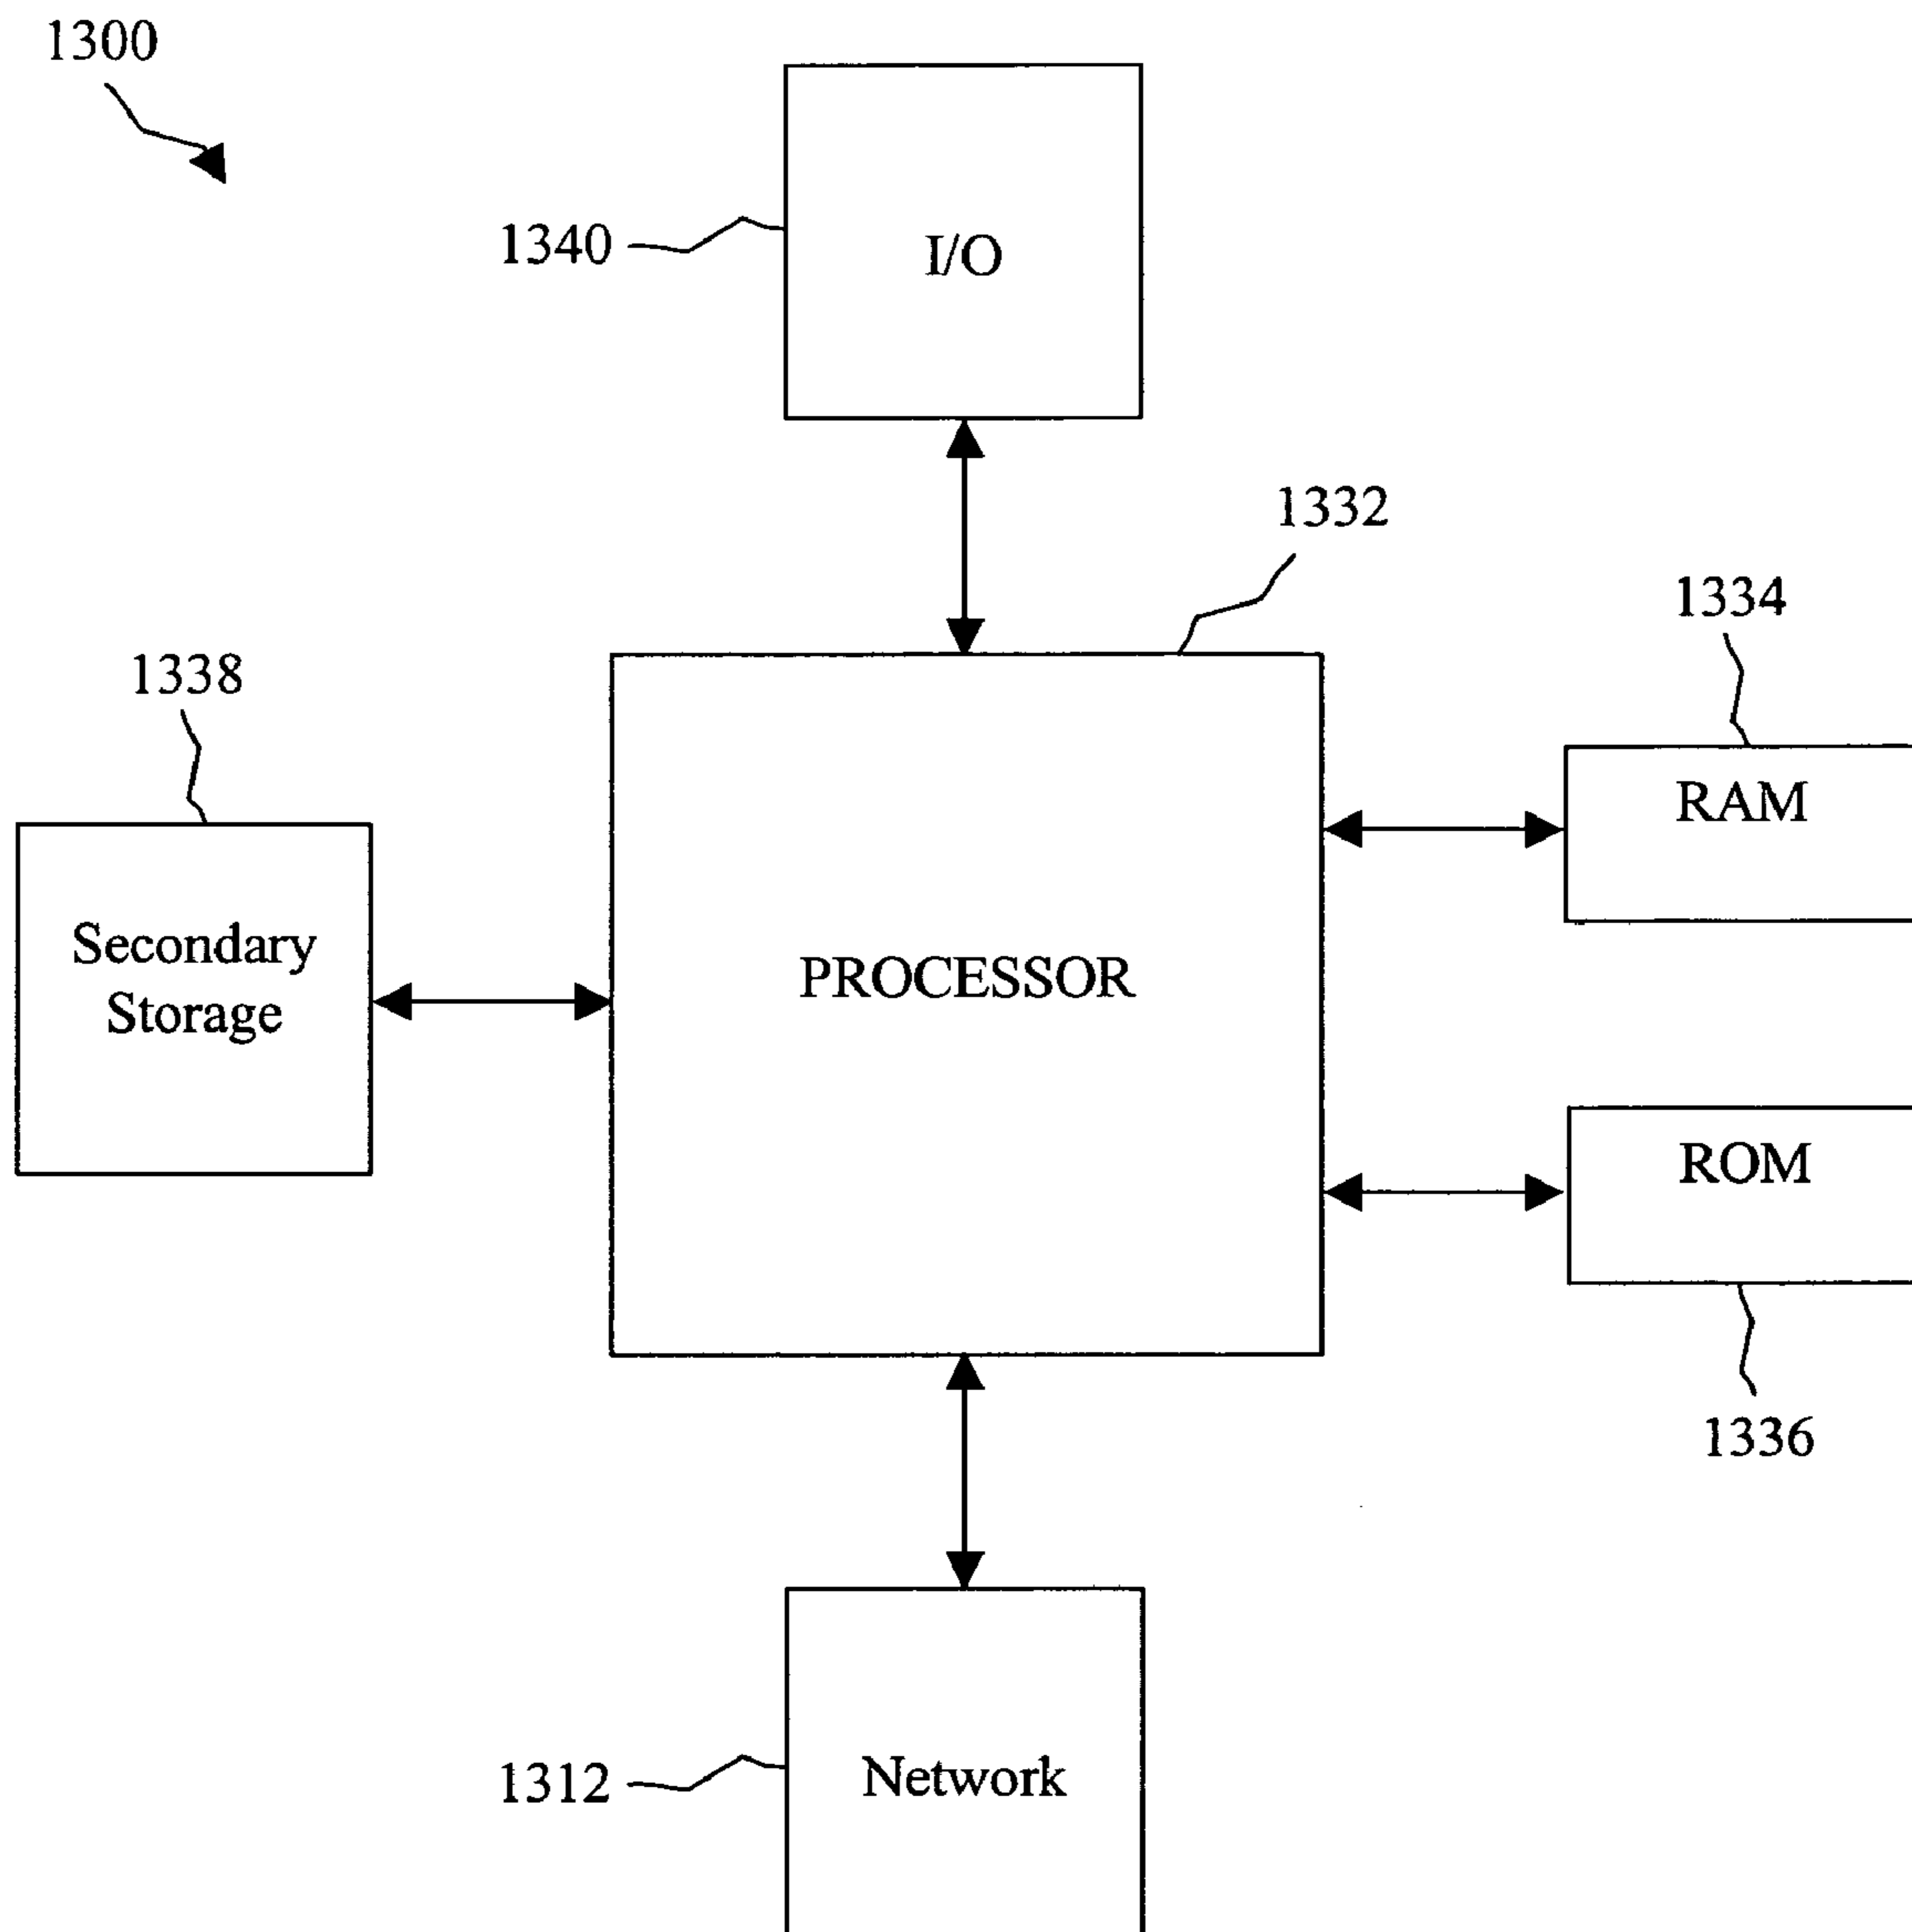 1300
1340
I/O
1332
1334
1338
RAM
Secondary
Storage
PROCESSOR
ROM
1336
1312
Network